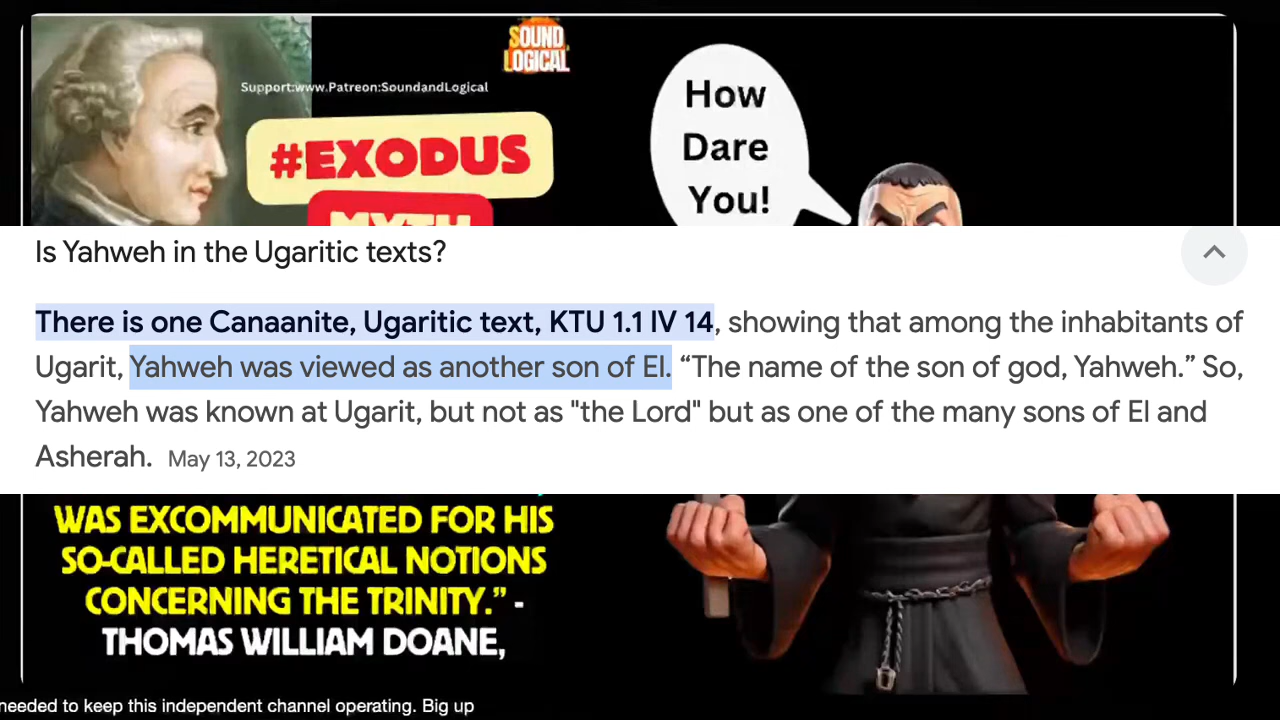 SOUND
LOGICAL
Support:www.Patreon:SoundandLogical
#EXODUS
MYTH
How
Dare
You!
Is Yahweh in the Ugaritic texts?
There is one Canaanite, Ugaritic text, KTU 1.1 IV 14, showing that among the inhabitants of
Ugarit, Yahweh was viewed as another son of El. “The name of the son of god, Yahweh.” So,
Yahweh was known at Ugarit, but not as "the Lord" but as one of the many sons of El and
Asherah. May 13, 2023
WAS EXCOMMUNICATED FOR HIS
SO-CALLED HERETICAL NOTIONS
CONCERNING THE TRINITY.” -
THOMAS WILLIAM DOANE,
needed to keep this independent channel operating. Big up